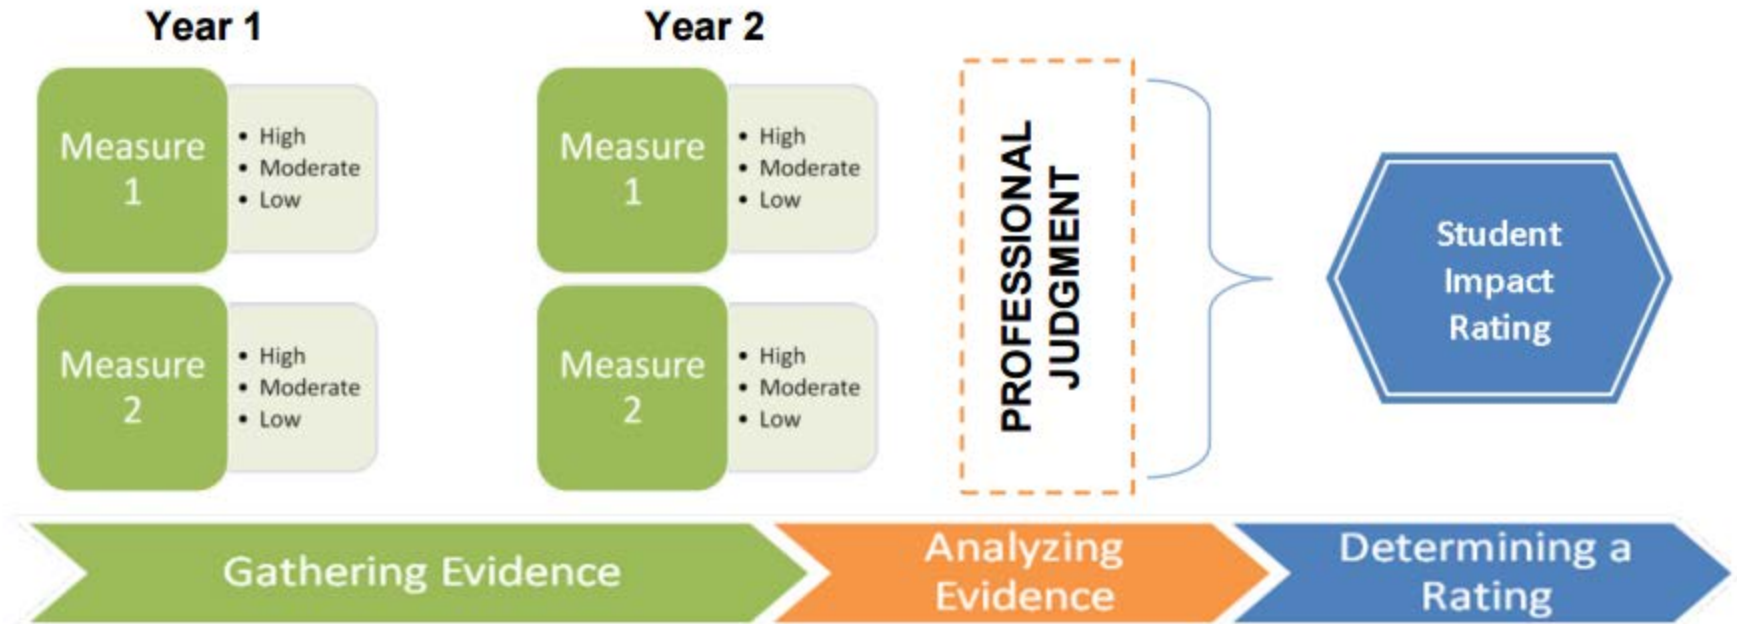 Year 1
Year 2
Measure
1
• High
• Moderate
• Low
Measure
1
• High
• Moderate
• Low
Measure
2
• High
• Moderate
• Low
Measure
2
• High
• Moderate
• Low
PROFESSIONAL
JUDGMENT
Student
Impact
Rating
Gathering Evidence
Analyzing
Evidence
Determining a
Rating